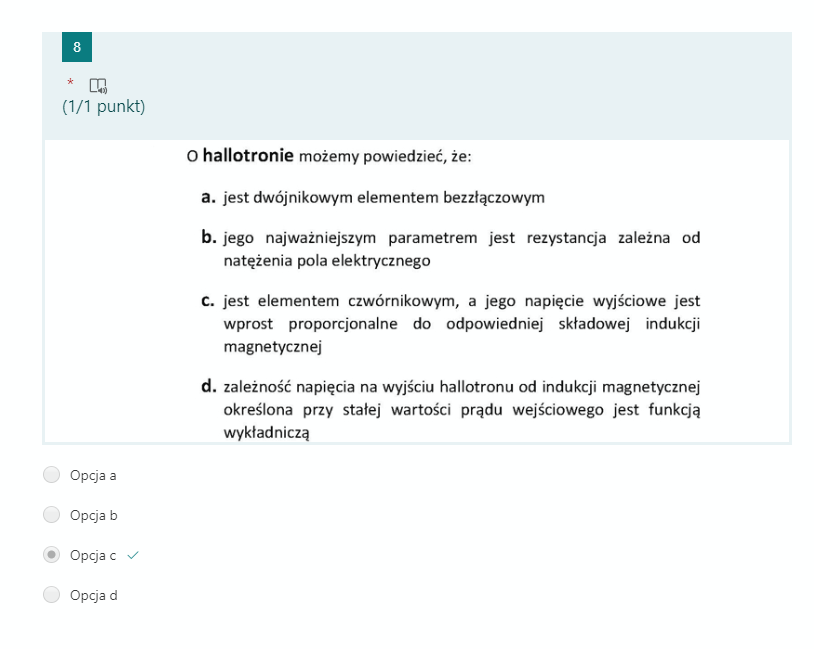 8
*
(1/1 punkt)
O hallotronie możemy powiedzieć, że:
a. jest dwójnikowym elementem bezzłączowym
b. jego najważniejszym parametrem jest rezystancja zależna od
natężenia pola elektrycznego
c. jest elementem czwórnikowym, a jego napięcie wyjściowe jest
wprost proporcjonalne do odpowiedniej składowej indukcji
magnetycznej
d. zależność napięcia na wyjściu hallotronu od indukcji magnetycznej
określona przy stałej wartości prądu wejściowego jest funkcją
wykładniczą
Opcja a
Opcja b
Opcja c
Opcja d